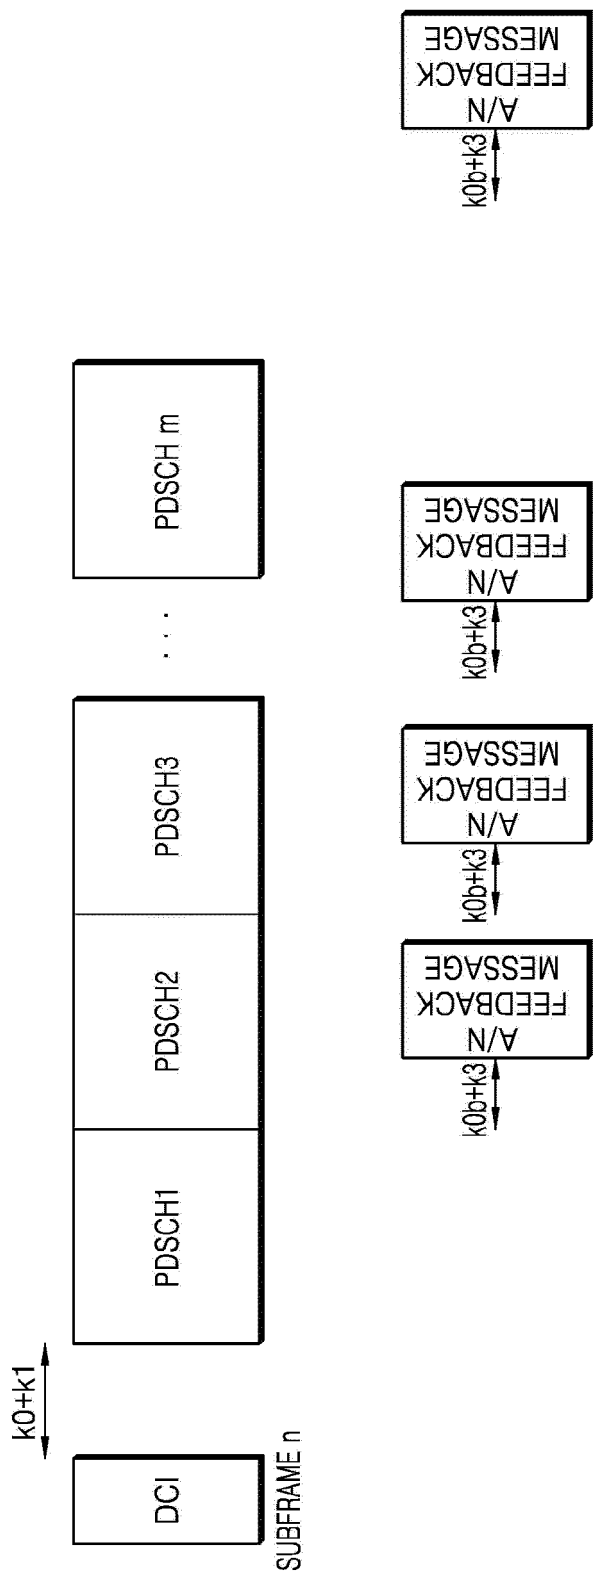 k0+k1
DCI
SUBFRAME n
PDSCH1
PDSCH2
PDSCH3
...
PDSCH m
k0b+k3
A/N
FEEDBACK
MESSAGE
k0b+k3
A/N
FEEDBACK
MESSAGE
k0b+k3
A/N
FEEDBACK
MESSAGE
k0b+k3
A/N
FEEDBACK
MESSAGE